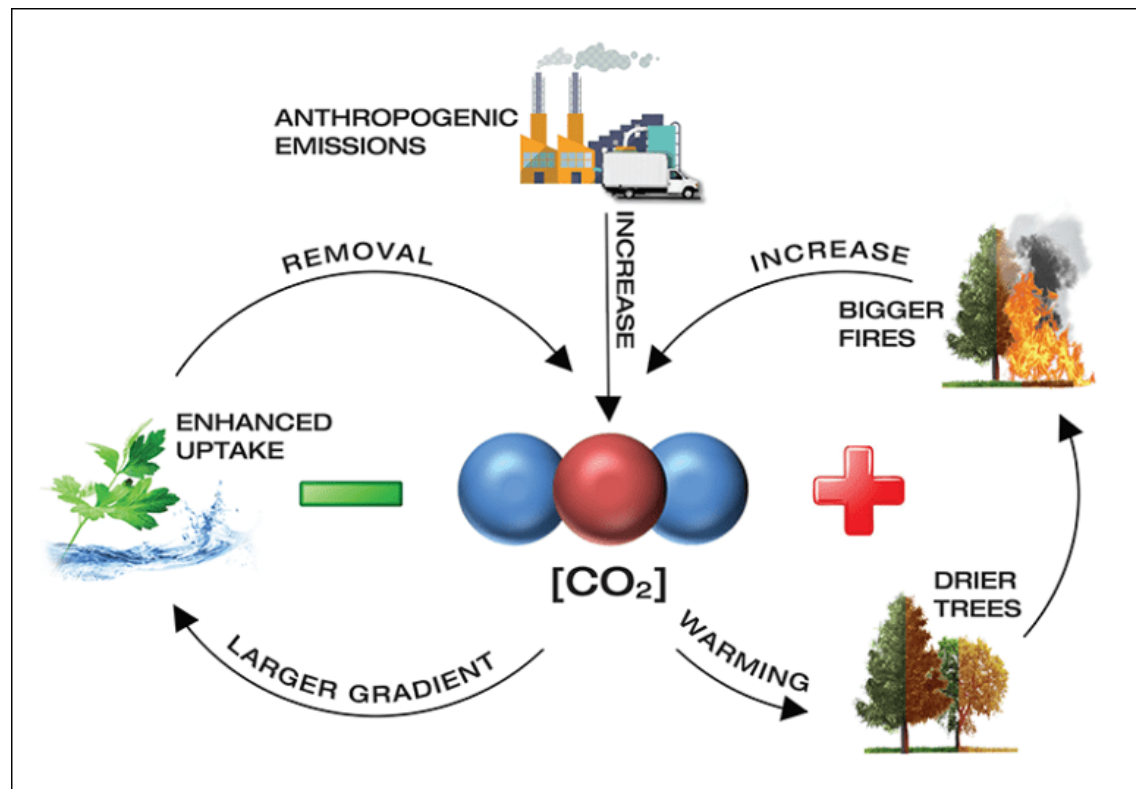 ANTHROPOGENIC
EMISSIONS
INCREASE
REMOVAL
INCREASE
BIGGER
FIRES
ENHANCED
UPTAKE
[CO₂]
DRIER
TREES
WARMING
LARGER GRADIENT